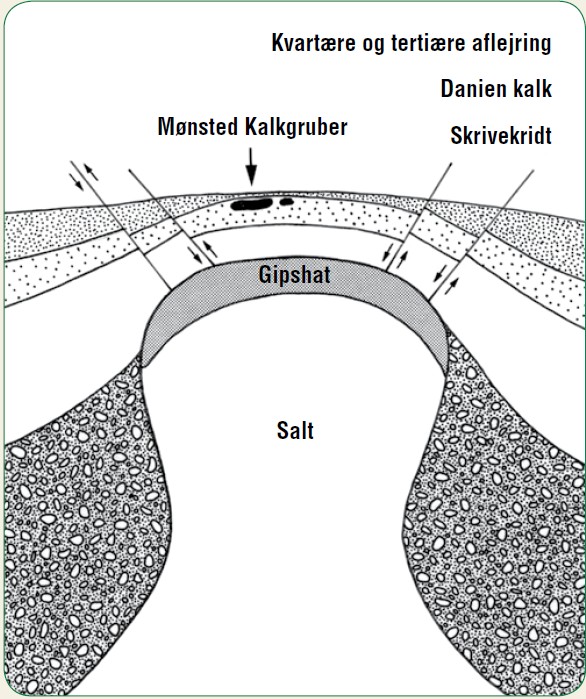 Kvartære og tertiære aflejring
Danien kalk
Mønsted Kalkgruber
Skrivekridt
Gipshat
Salt